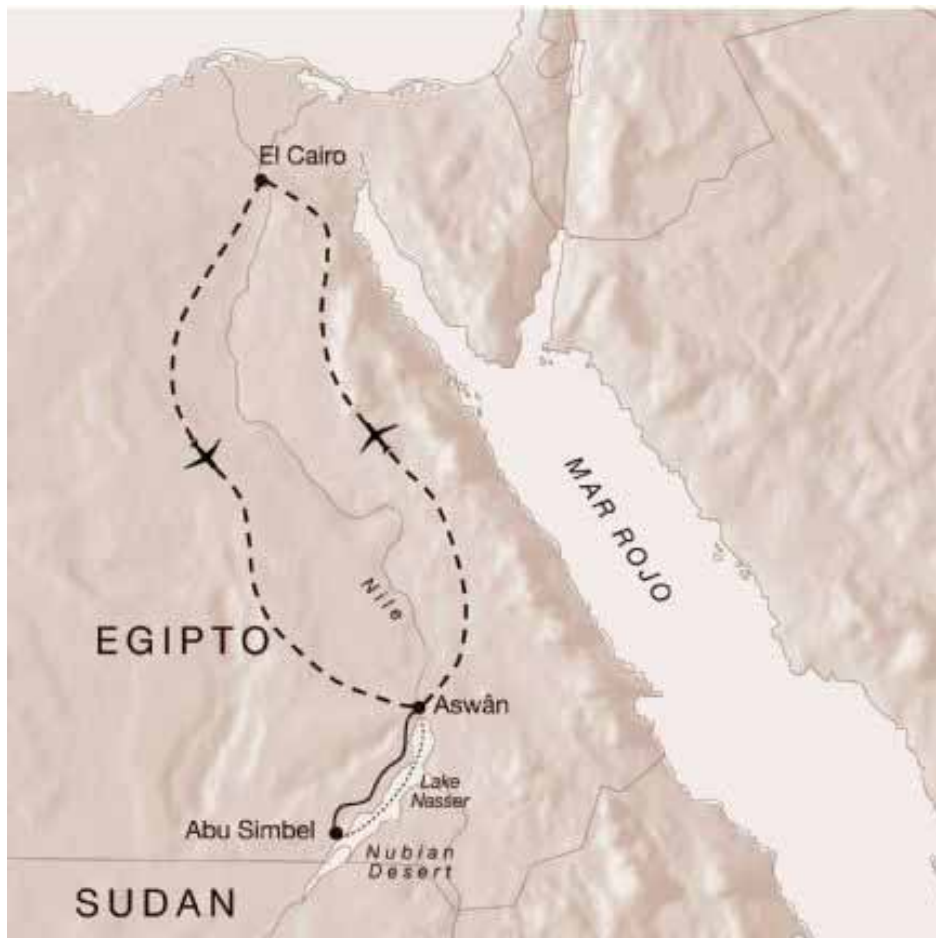 El Cairo
MAR ROJO
Nile
EGIPTO
Aswân
Lake
Nasser
Abu Simbel
Nubian
Desert
SUDAN